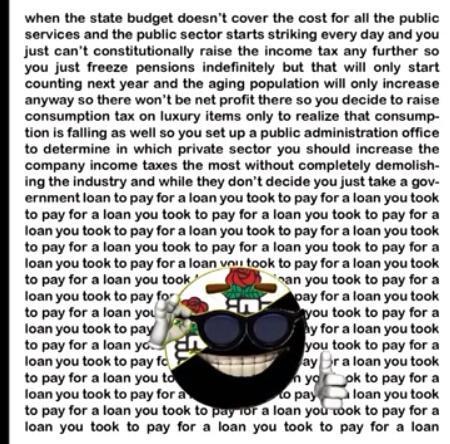 when the state budget doesn't cover the cost for all the public
services and the public sector starts striking every day and you
just can't constitutionally raise the income tax any further so
you just freeze pensions indefinitely but that will only start
counting next year and the aging population will only increase
anyway so there won't be net profit there so you decide to raise
consumption tax on luxury items only to realize that consump-
tion is falling as well so you set up a public administration office
to determine in which private sector you should increase the
company income taxes the most without completely demolish-
ing the industry and while they don't decide you just take a gov-
ernment loan to pay for a loan you took to pay for a loan you took
to pay for a loan you took to pay for a loan you took to pay for a
loan you took to pay for a loan you took to pay for a loan you took
to pay for a loan you took to pay for a loan you took to pay for a
loan you took to pay for a loan you took to pay for a loan you took
to pay for a loan you took you took to pay for a
loan you took to pay for pay for a loan you took
to pay for a loan you you took to pay for a
loan you took to pay for a loan you took
to pay for a loan you took to pay for a
loan you took to pay for a loan you took
to pay for a loan you to pay for a
loan you took to pay for a to pay a loan you took
to pay for a loan you took to pay for a loan you took to pay for a
loan you took to pay for a loan you took to pay for a loan